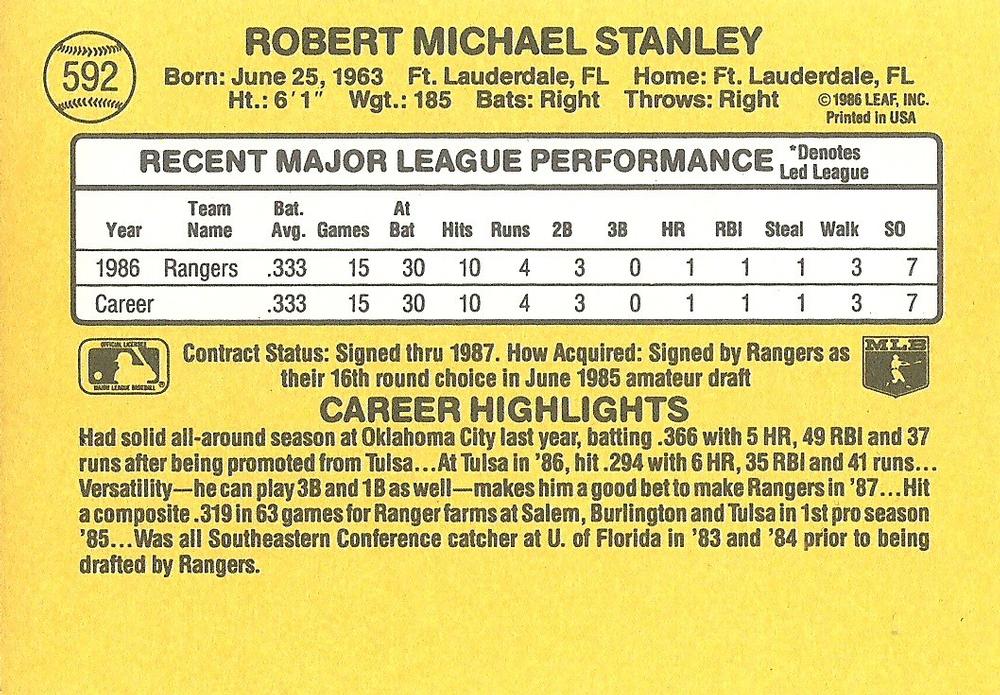 592
ROBERT MICHAEL STANLEY
Born: June 25, 1963 Ft. Lauderdale, FL Home: Ft. Lauderdale, FL
Ht.: 6'1" Wgt.: 185 Bats: Right Throws: Right ©1986 LEAF, INC.
Printed in USA
RECENT MAJOR LEAGUE PERFORMANCE *Denotes Led League
Year Team Name Bat. Avg. Games At Bat Hits Runs 2B 3B HR RBI Steal Walk SO
1986 Rangers .333 15 30 10 4 3 0 1 1 1 3 7
Career .333 15 30 10 4 3 0 1 1 1 3 7
OFFICIAL LICENSEE
MAJOR LEAGUE BASEBALL
®
Contract Status: Signed thru 1987. How Acquired: Signed by Rangers as
their 16th round choice in June 1985 amateur draft
MLB
CAREER HIGHLIGHTS
Had solid all-around season at Oklahoma City last year, batting .366 with 5 HR, 49 RBI and 37
runs after being promoted from Tulsa...At Tulsa in '86, hit .294 with 6 HR, 35 RBI and 41 runs...
Versatility—he can play 3B and 1B as well—makes him a good bet to make Rangers in '87...Hit
a composite .319 in 63 games for Ranger farms at Salem, Burlington and Tulsa in 1st pro season
'85...Was all Southeastern Conference catcher at U. of Florida in '83 and '84 prior to being
drafted by Rangers.